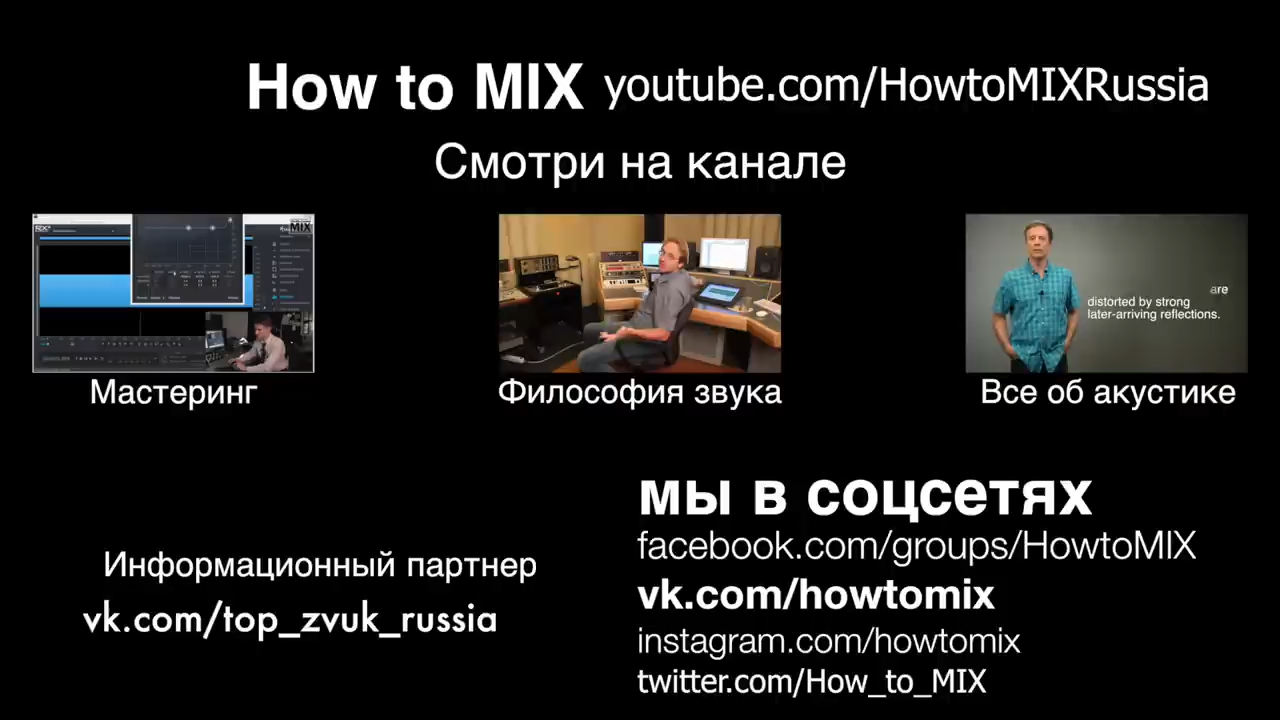 How to MIX youtube.com/HowtoMIXRussia
Смотри на канале
MIX
are
distorted by strong
later-arriving reflections.
Мастеринг
Философия звука
Все об акустике
мы в соцсетях
facebook.com/groups/HowtoMIX
vk.com/howtomix
instagram.com/howtomix
twitter.com/How_to_MIX
Информационный партнер
vk.com/top_zvuk_russia